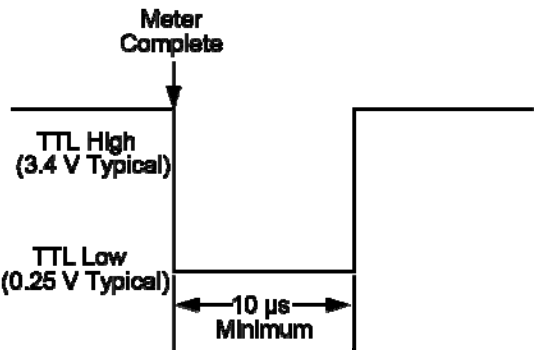 Meter
Complete
TTL High
(3.4 V Typical)
TTL Low
(0.25 V Typical)
10 µs
Minimum